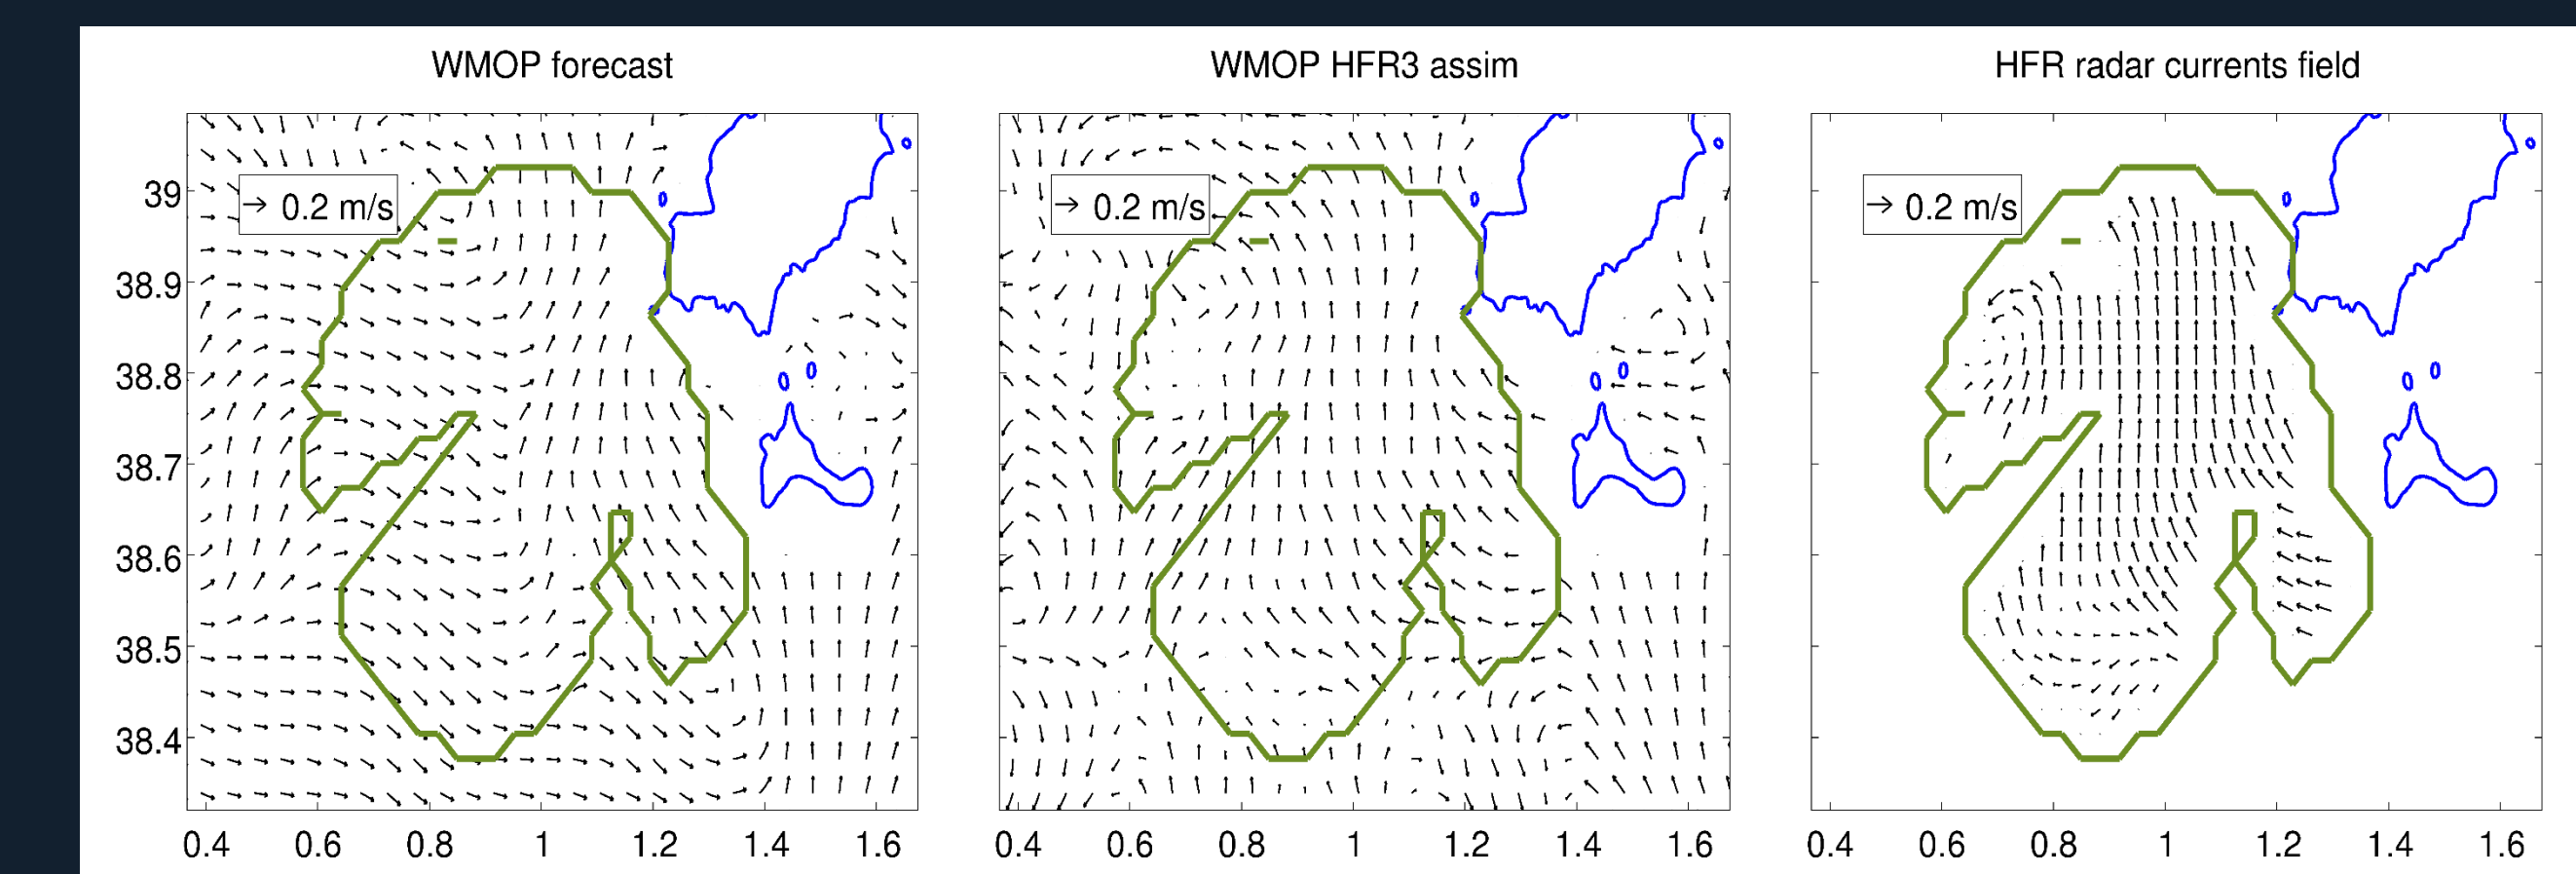 WMOP forecast
WMOP HFR3 assim
HFR radar currents field
0.2 m/s
0.2 m/s
0.2 m/s
39
38.9
38.8
38.7
38.6
38.5
38.4
0.4 0.6 0.8 1 1.2 1.4 1.6
0.4 0.6 0.8 1 1.2 1.4 1.6
0.4 0.6 0.8 1 1.2 1.4 1.6